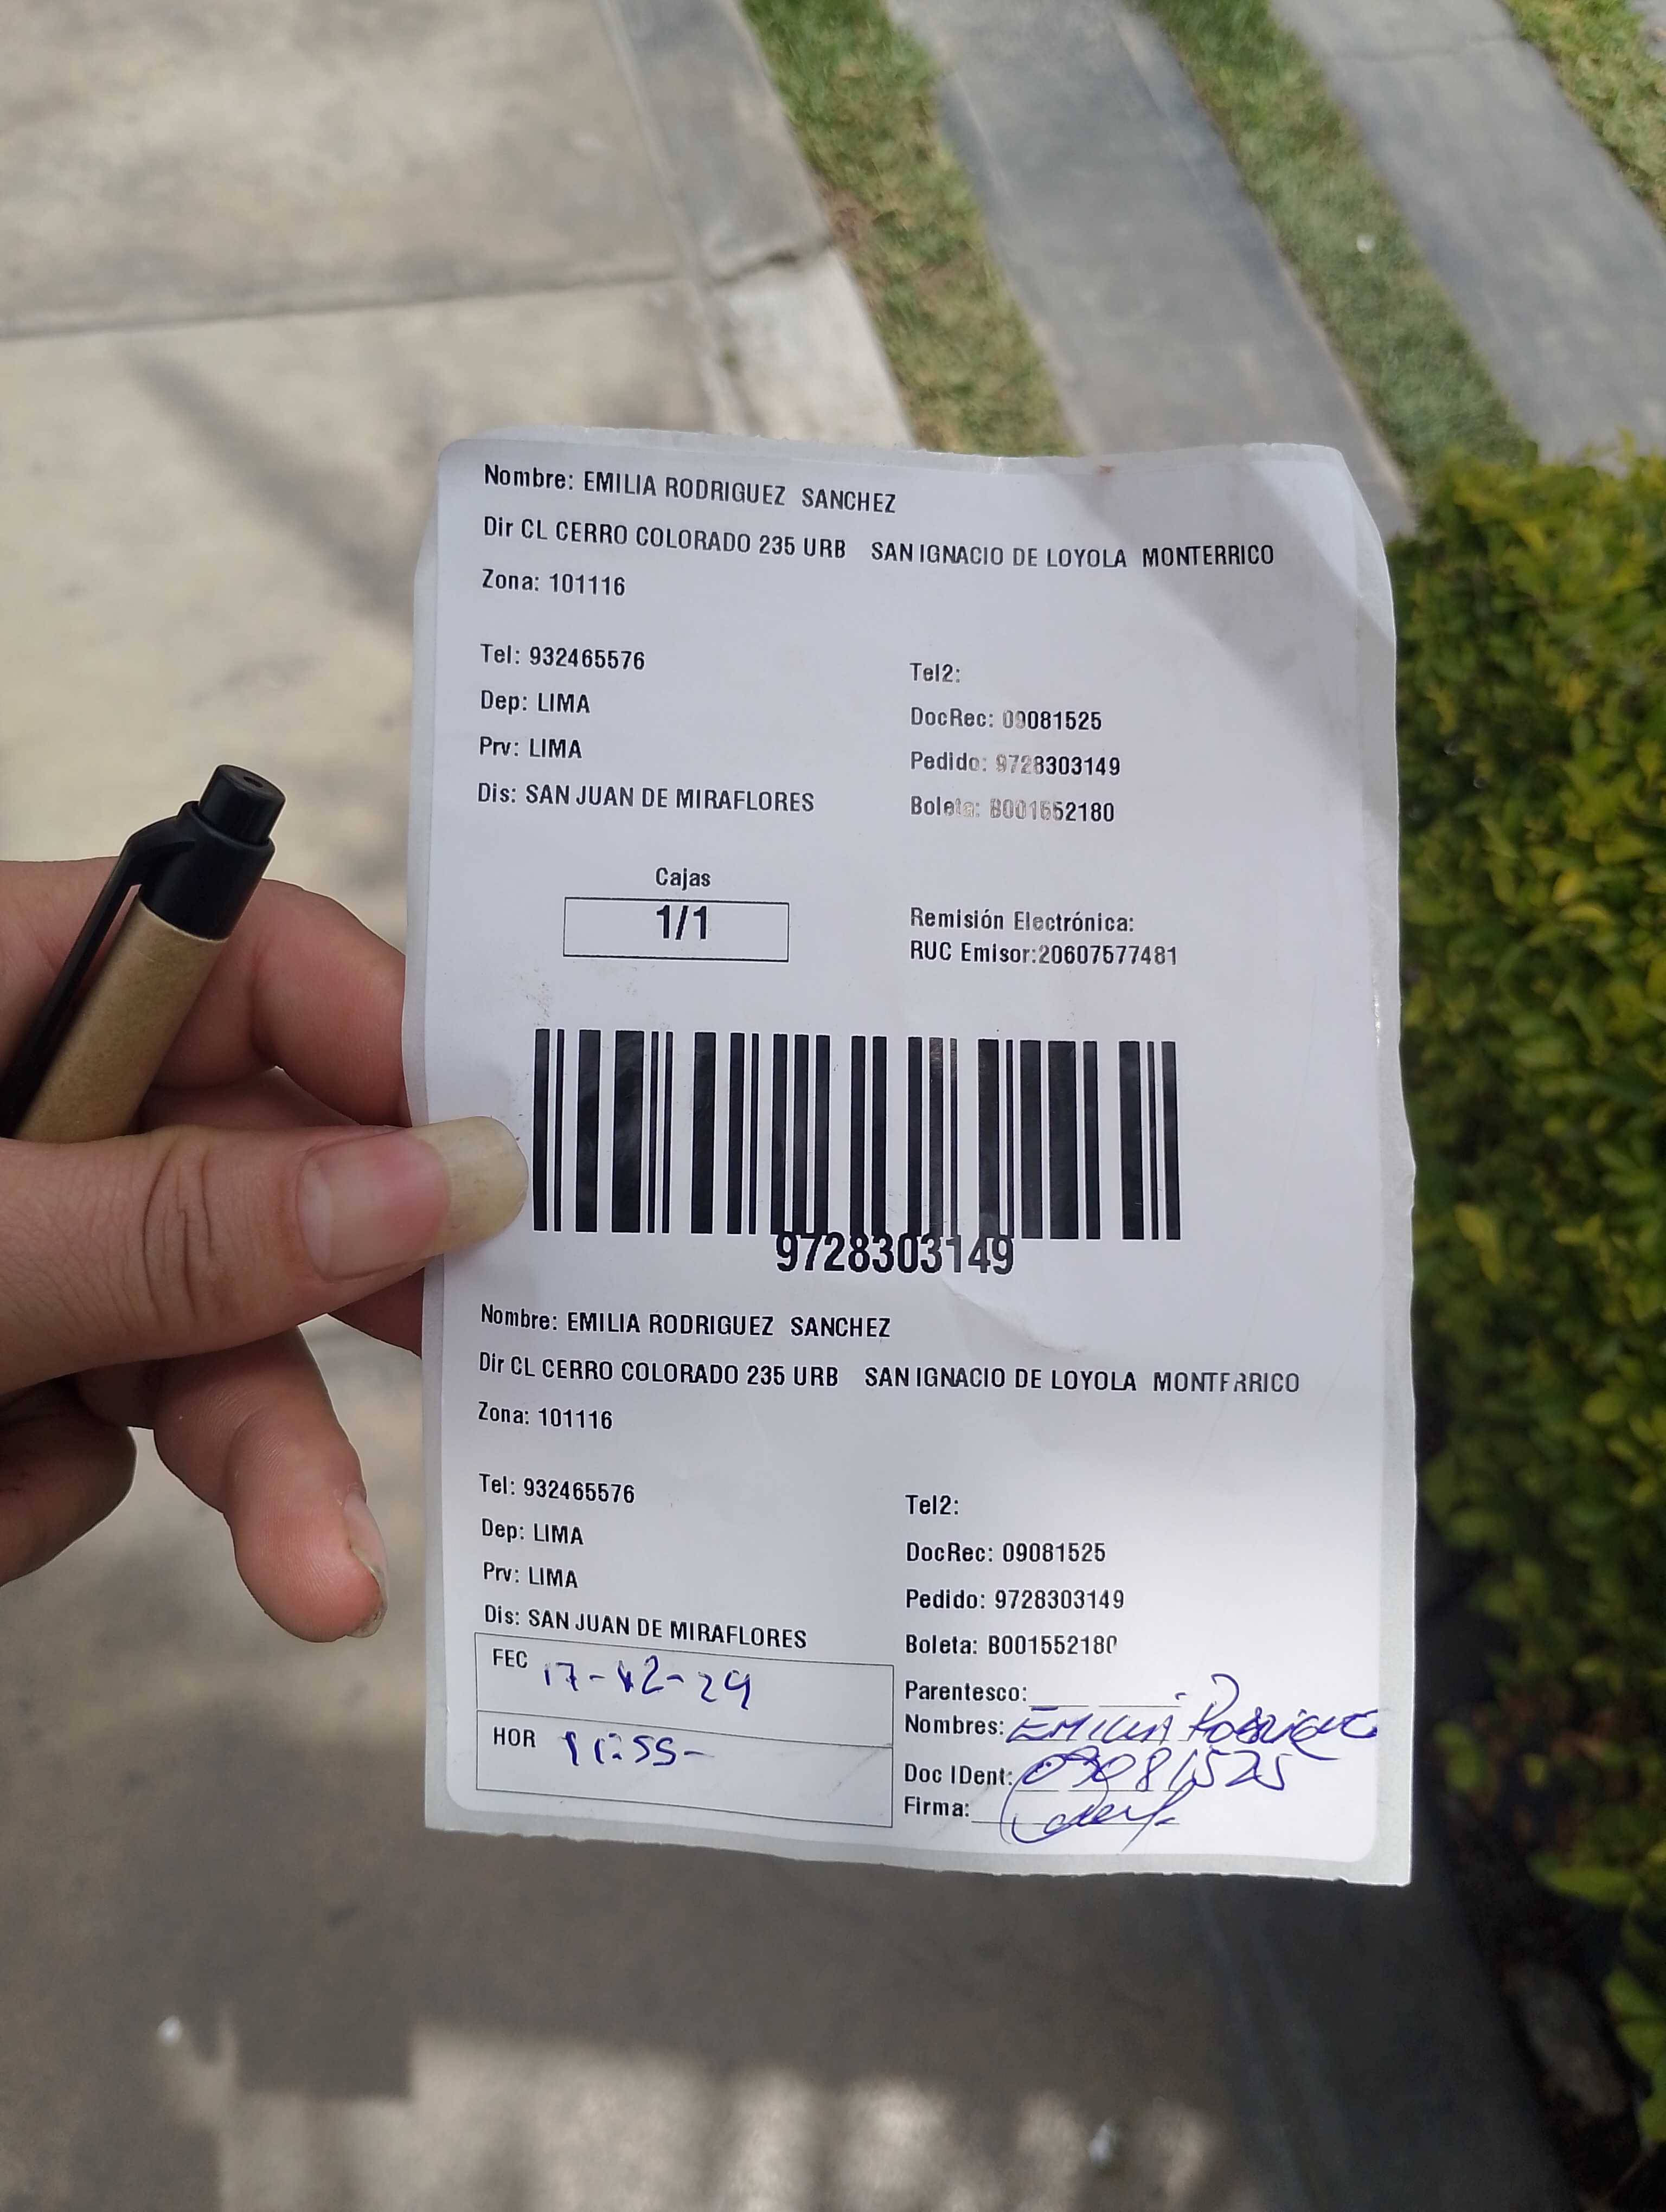 Nombre: EMILIA RODRIGUEZ SANCHEZ
Dir CL CERRO COLORADO 235 URB SAN IGNACIO DE LOYOLA MONTERRICO
Zona: 101116
Tel: 932465576
Tel2:
Dep: LIMA
DocRec: 09081525
Prv: LIMA
Pedido: 9728303149
Dis: SAN JUAN DE MIRAFLORES
Boleta: B001552180
Cajas
1/1
Remisión Electrónica:
RUC Emisor:20607577481
9728303149
Nombre: EMILIA RODRIGUEZ SANCHEZ
Dir CL CERRO COLORADO 235 URB SAN IGNACIO DE LOYOLA MONTERRICO
Zona: 101116
Tel: 932465576
Tel2:
Dep: LIMA
DocRec: 09081525
Prv: LIMA
Pedido: 9728303149
Dis: SAN JUAN DE MIRAFLORES
Boleta: B001552180
FEC 17-12-24
HOR 11:55-
Parentesco:
Nombres: EMILIA Rodriguez
Doc IDent: 09081525
Firma: